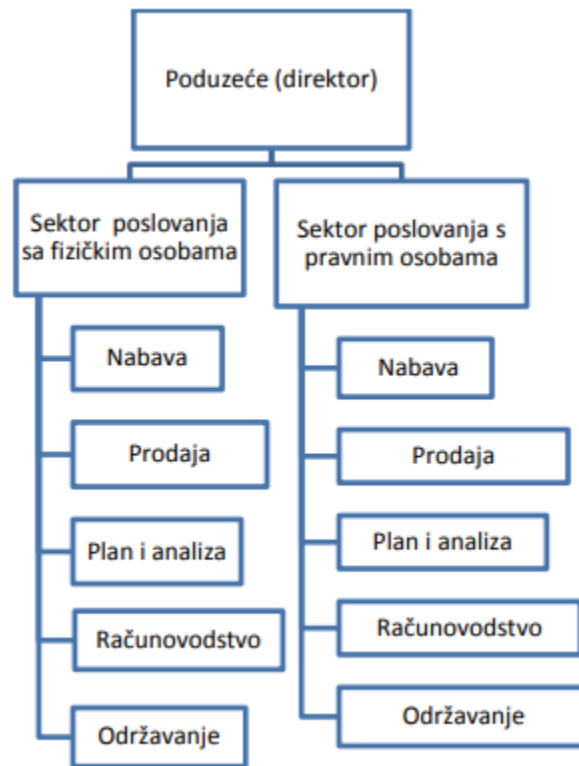 Poduzeće (direktor)
Sektor poslovanja
sa fizičkim osobama
Nabava
Prodaja
Plan i analiza
Računovodstvo
Održavanje
Sektor poslovanja s
pravnim osobama
Nabava
Prodaja
Plan i analiza
Računovodstvo
Održavanje